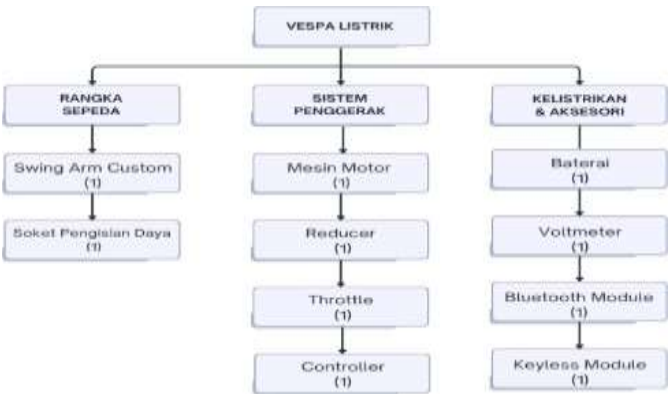 VESPA LISTRIK
RANGKA
SEPEDA
Swing Arm Custom
(1)
Soket Pengisian Daya
(1)
SISTEM
PENGGERAK
Mesin Motor
(1)
Reducer
(1)
Throttle
(1)
Controller
(1)
KELISTRIKAN
& AKSESORI
Baterai
(1)
Voltmeter
(1)
Bluetooth Module
(1)
Keyless Module
(1)